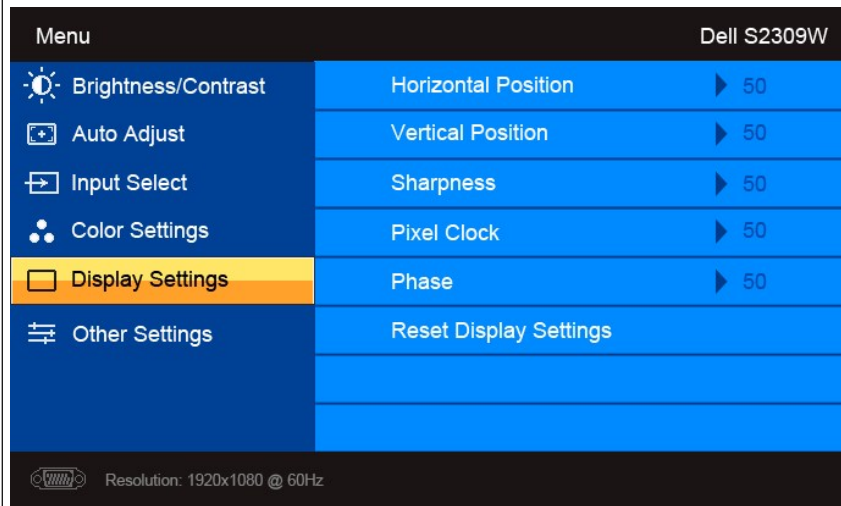 Menu
Dell S2309W
Brightness/Contrast
Auto Adjust
Input Select
Color Settings
Display Settings
Other Settings
Horizontal Position 50
Vertical Position 50
Sharpness 50
Pixel Clock 50
Phase 50
Reset Display Settings
Resolution: 1920x1080 @ 60Hz